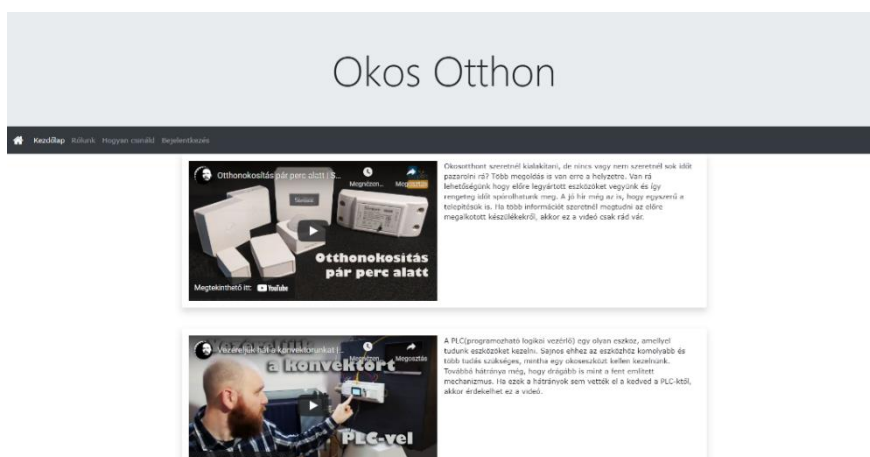 Okos Otthon
Kezdőlap Rólunk Hogyan csináld Bejelentkezés
Otthonokosítás pár perc alatt | S...
Megnézen... Megosztás
Otthonokosítás
pár perc alatt
Megtekinthető itt: YouTube
Okosotthont szeretnél kialakítani, de nincs vagy nem szeretnél sok időt
pazarolni rá? Több megoldás is van erre a helyzetre. Van rá
lehetőségünk hogy előre legyártott eszközöket vegyünk és így
rengeteg időt spórolhatunk meg. A jó hír még az is, hogy egyszerű a
telepítésük is. Ha több információt szeretnél megtudni az előre
megalkotott készülékekről, akkor ez a videó csak rád vár.
Vezéreljük hát a konvektorunkat |...
Megnézen... Megosztás
a konvektort
PLC-vel
A PLC(programozható logikai vezérlő) egy olyan eszköz, amellyel
tudunk eszközöket kezelni. Sajnos ehhez az eszközhöz komolyabb és
több tudás szükséges, mintha egy okoseszközt kellen kezelnünk.
Továbbá hátránya még, hogy drágább is mint a fent említett
mechanizmus. Ha ezek a hátrányok sem vették el a kedved a PLC-ktől,
akkor érdekelhet ez a videó.